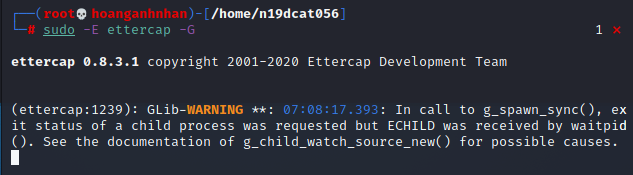 ┌──(root💀hoanganhnhan)-[/home/n19dcat056]
└─# sudo -E ettercap -G 1 ⨯
ettercap 0.8.3.1 copyright 2001-2020 Ettercap Development Team
(ettercap:1239): GLib-WARNING **: 07:08:17.393: In call to g_spawn_sync(), ex
it status of a child process was requested but ECHILD was received by waitpid
(). See the documentation of g_child_watch_source_new() for possible causes.